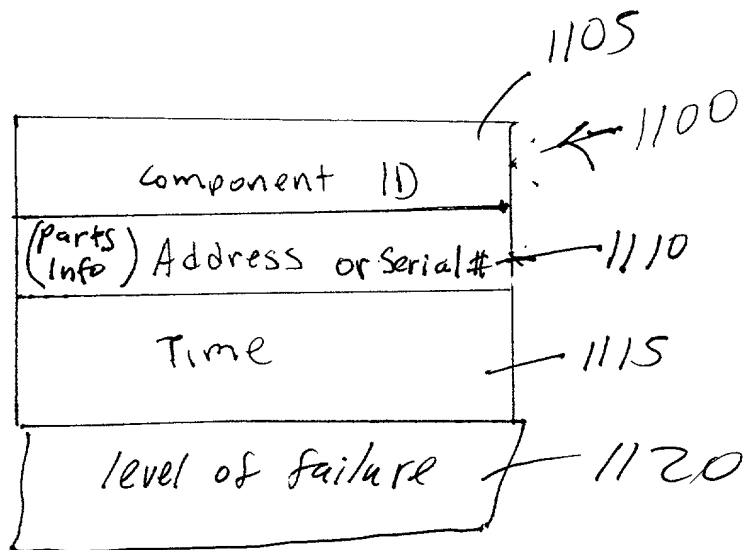 1105
1100
component ID
(Parts Info) Address or Serial # 1110
Time 1115
level of failure 1120